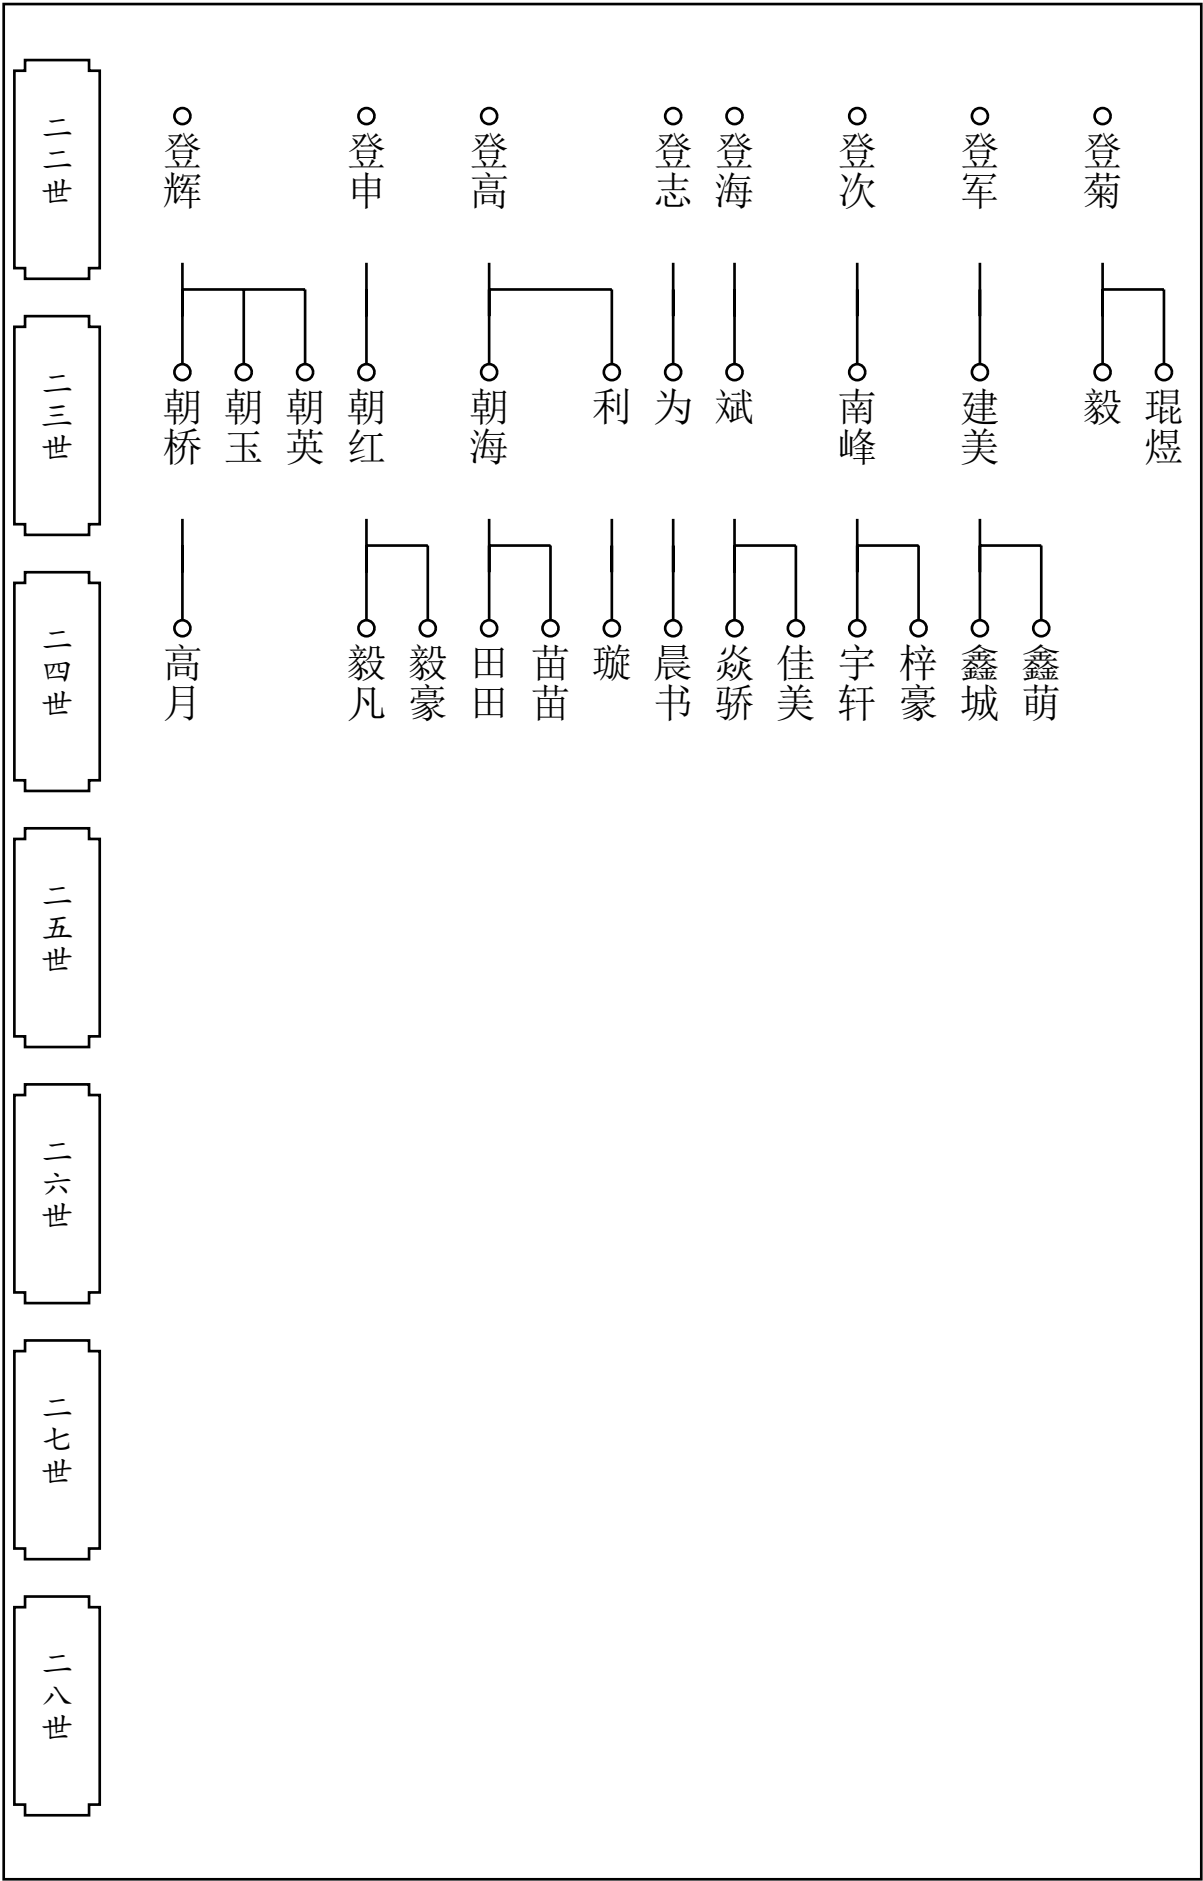 二二世
登辉
登申
登高
登志
登海
登次
登军
登菊
二三世
朝桥
朝玉
朝英
朝红
朝海
利
为
斌
南峰
建美
毅
琨煜
二四世
高月
毅凡
毅豪
田田
苗苗
璇
晨书
焱骄
佳美
宇轩
梓豪
鑫城
鑫萌
二五世
二六世
二七世
二八世